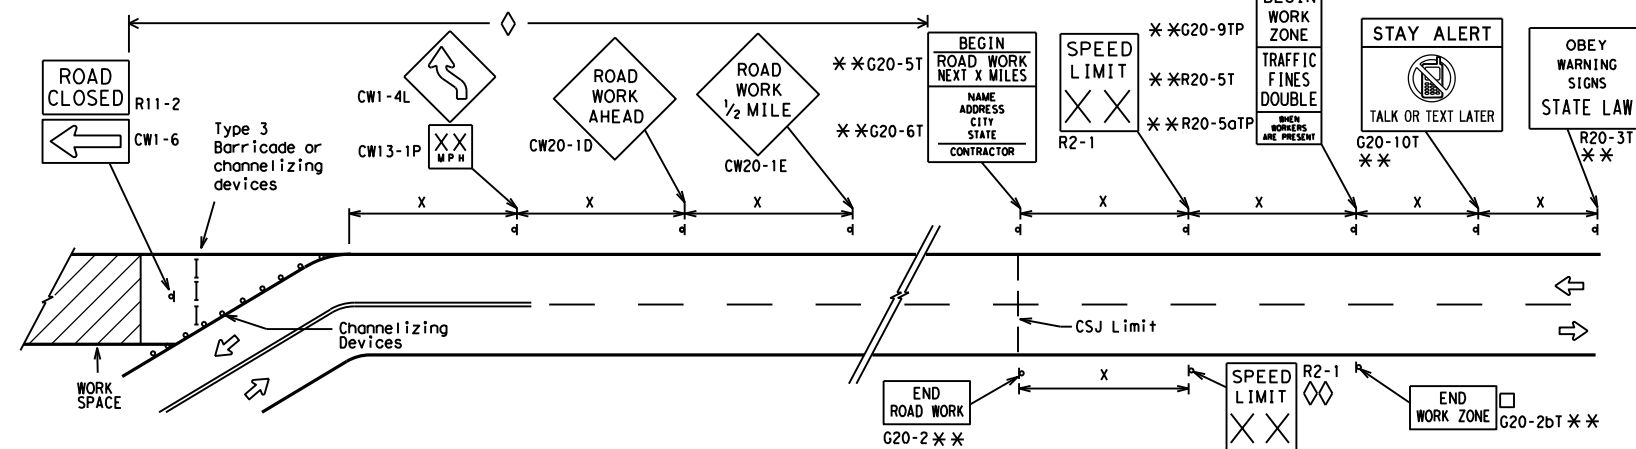 ROAD
CLOSED
R11-2
CW1-6
Type 3
Barricade or
channelizing
devices
CW1-4L
XX
MPH
CW13-1P
ROAD
WORK
AHEAD
CW20-1D
ROAD
WORK
1/2 MILE
CW20-1E
**G20-5T
BEGIN
ROAD WORK
NEXT X MILES
**G20-6T
NAME
ADDRESS
CITY
STATE
CONTRACTOR
SPEED
LIMIT
XX
R2-1
**G20-9TP
BEGIN
WORK
ZONE
**R20-5T
TRAFFIC
FINES
DOUBLE
**R20-5aTP
WHEN
WORKERS
ARE PRESENT
STAY ALERT
TALK OR TEXT LATER
G20-10T
**
OBEY
WARNING
SIGNS
STATE LAW
R20-3T
**
X
X
X
X
X
X
X
Channelizing
Devices
CSJ Limit
WORK
SPACE
END
ROAD WORK
G20-2**
X
SPEED
LIMIT
XX
R2-1
END
WORK ZONE
G20-2bT**